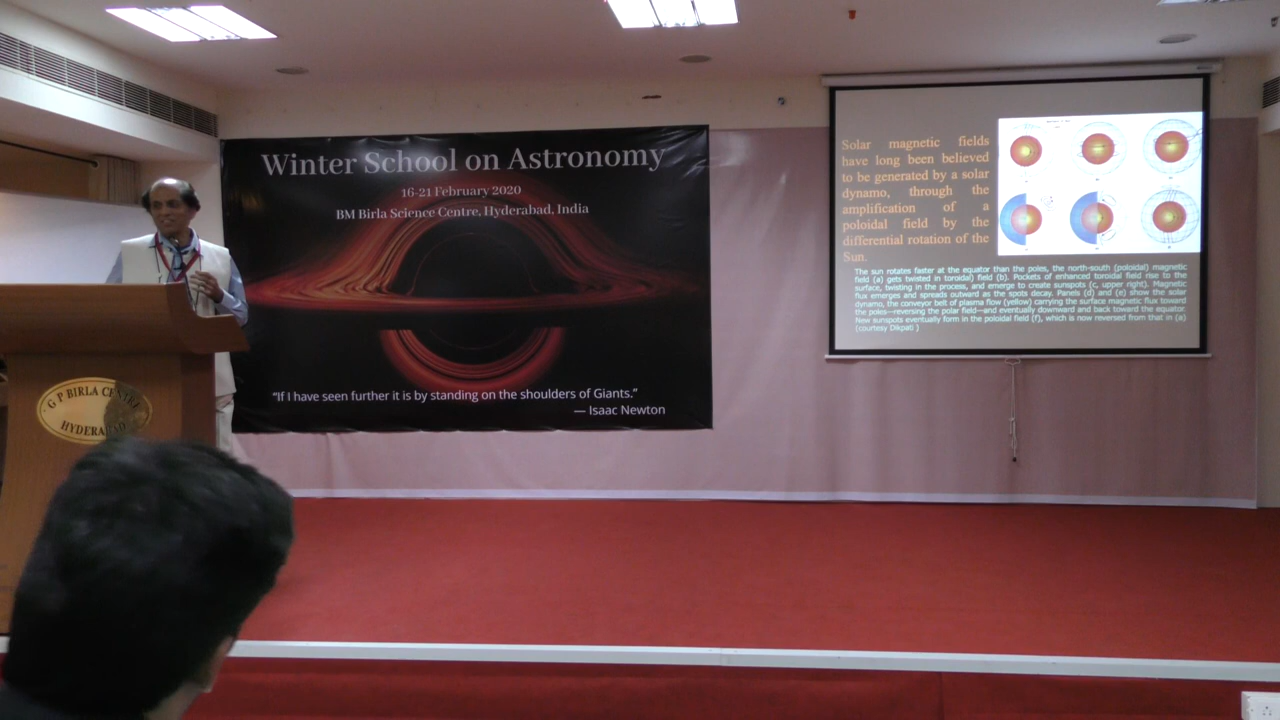 Winter School on Astronomy
16-21 February 2020
BM Birla Science Centre, Hyderabad, India
"If I have seen further it is by standing on the shoulders of Giants."
— Isaac Newton
G P BIRLA CENTRE
HYDERABAD
Solar magnetic fields
have long been believed
to be generated by a solar
dynamo, through the
amplification of a
poloidal field by the
differential rotation of the
Sun.
The sun rotates faster at the equator than the poles, the north-south (poloidal) magnetic
field (a) gets twisted in toroidal) field (b). Pockets of enhanced toroidal field rise to the
surface, twisting in the process, and emerge to create sunspots (c, upper right). Magnetic
flux emerges and spreads outward as the spots decay. Panels (d) and (e) show the solar
dynamo, the conveyor belt of plasma flow (yellow) carrying the surface magnetic flux toward
the poles—reversing the polar field—and eventually downward and back toward the equator.
New sunspots eventually form in the poloidal field (f), which is now reversed from that in (a)
(courtesy Dikpati )